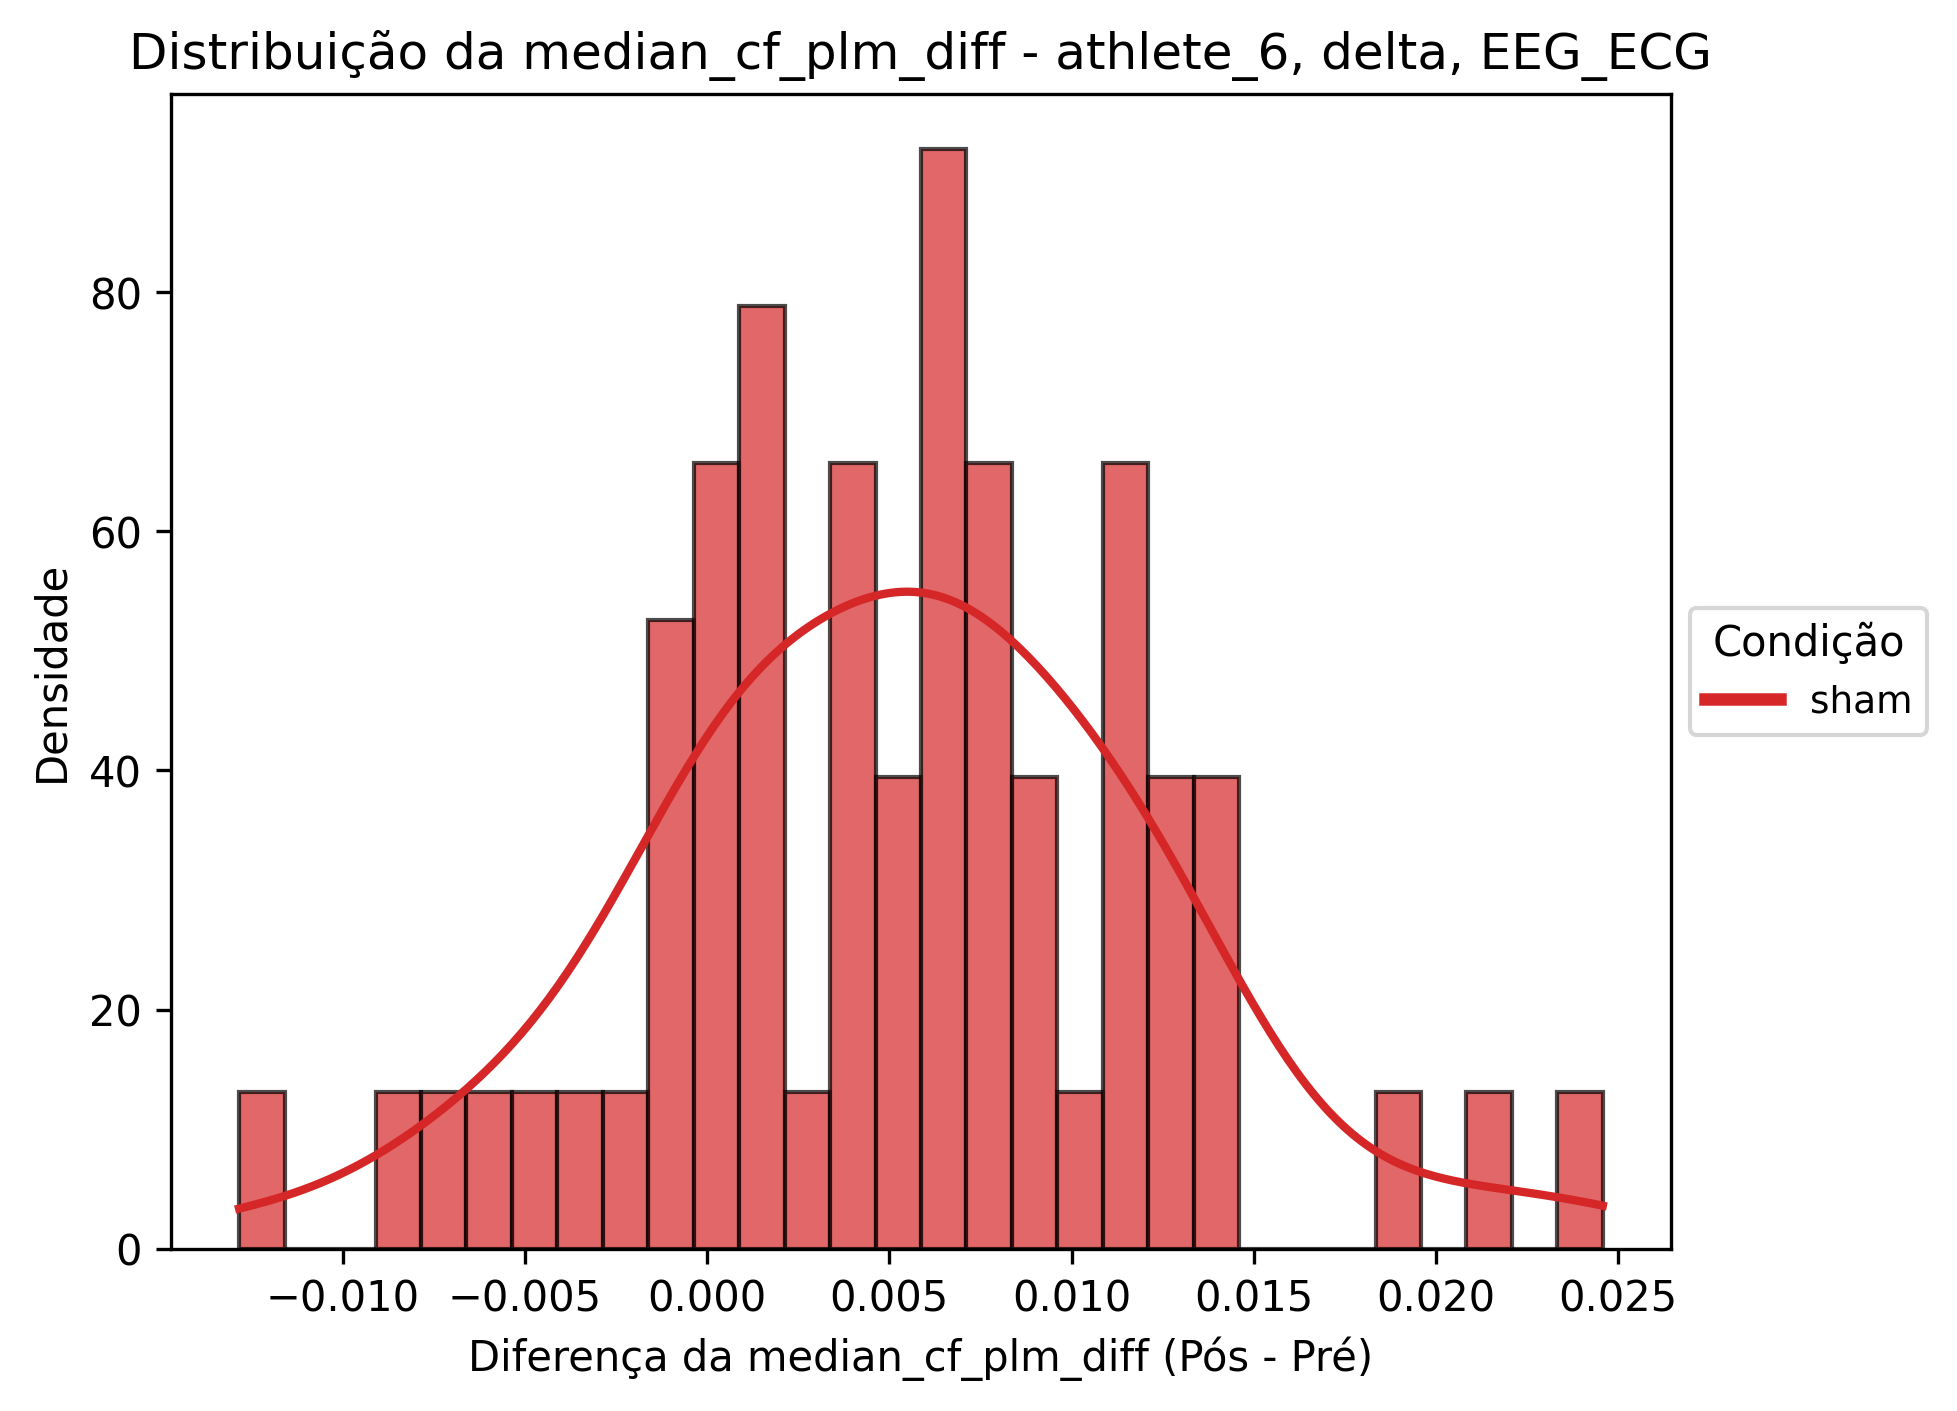 Distribuição da median_cf_plm_diff - athlete_6, delta, EEG_ECG
Densidade
80
60
40
20
0
−0.010 −0.005 0.000 0.005 0.010 0.015 0.020 0.025
Diferença da median_cf_plm_diff (Pós - Pré)
Condição
sham